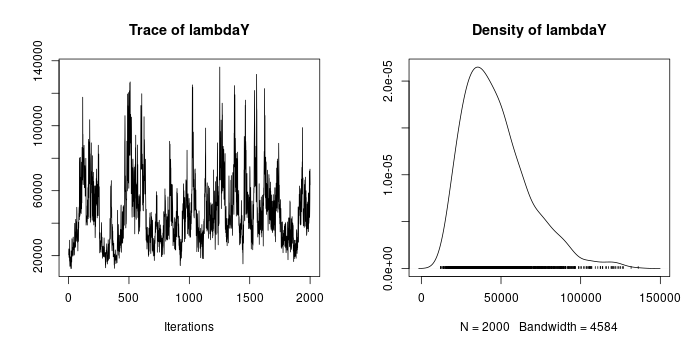 Trace of lambdaY
140000
100000
60000
20000
0
500
1000
1500
2000
Iterations
Density of lambdaY
2.0e-05
1.0e-05
0.0e+00
0
50000
100000
150000
N = 2000 Bandwidth = 4584